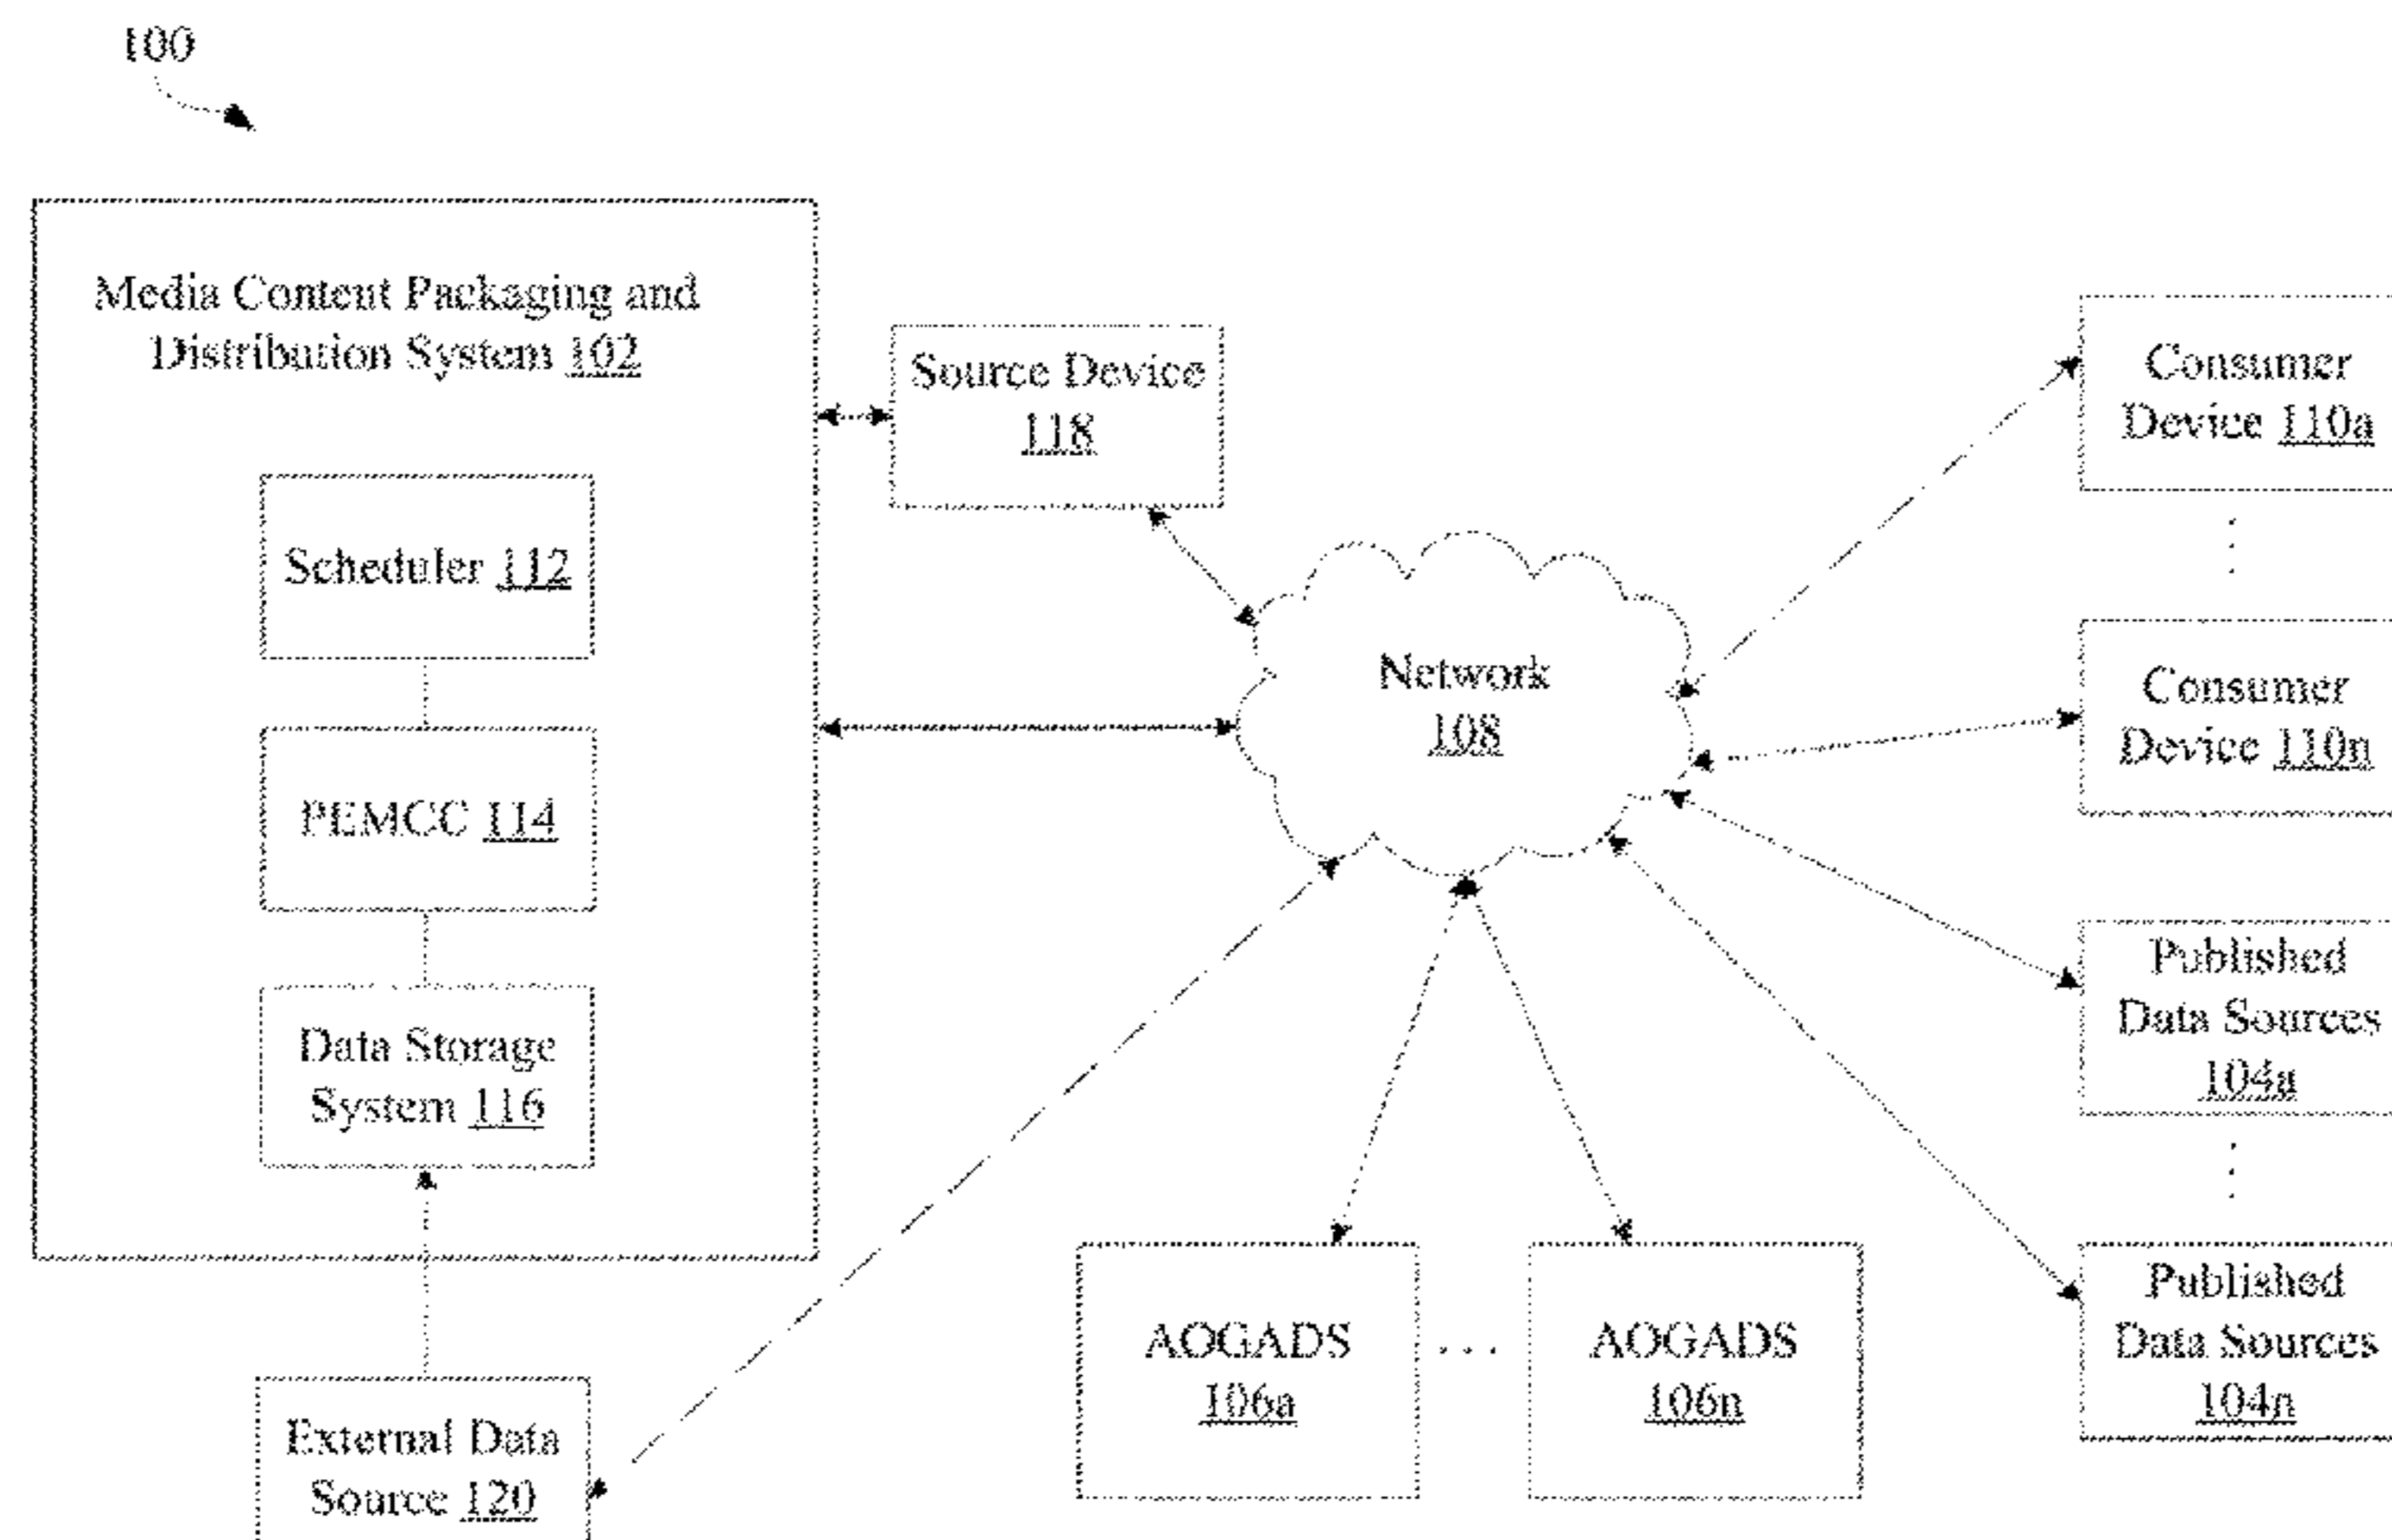 100
Media Content Packaging and
Distribution System 102
Scheduler 112
PEMCC 114
Data Storage
System 116
External Data
Source 120
Source Device
118
Network
108
AOGADS
106a
. . .
AOGADS
106n
Consumer
Device 110a
Consumer
Device 110n
Published
Data Sources
104a
Published
Data Sources
104n